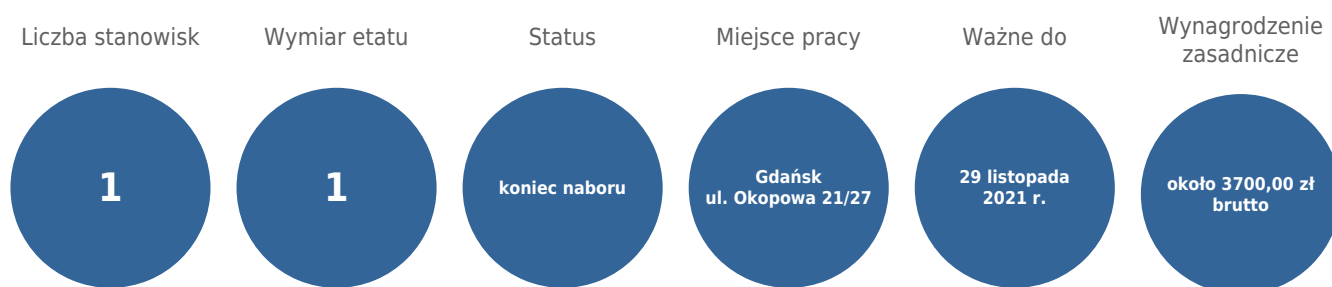 Liczba stanowisk
Wymiar etatu
Status
Miejsce pracy
Ważne do
Wynagrodzenie
zasadnicze
1
1
koniec naboru
Gdańsk
ul. Okopowa 21/27
29 listopada
2021 r.
około 3700,00 zł
brutto